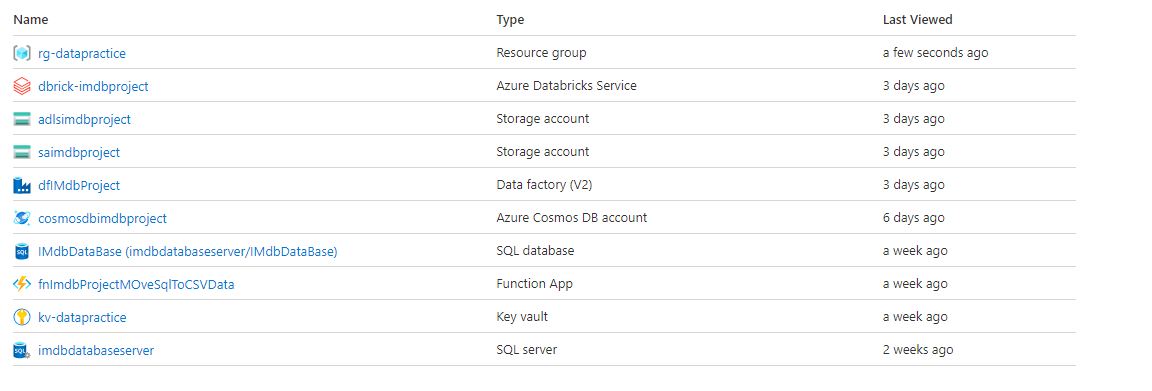 Name Type Last Viewed
rg-datapractice Resource group a few seconds ago
dbrick-imdbproject Azure Databricks Service 3 days ago
adlsimdbproject Storage account 3 days ago
saimdbproject Storage account 3 days ago
dfIMdbProject Data factory (V2) 3 days ago
cosmosdbimdbproject Azure Cosmos DB account 6 days ago
SQL IMdbDataBase (imdbdatabaseserver/IMdbDataBase) SQL database a week ago
fnImdbProjectMOveSqlToCSVData Function App a week ago
kv-datapractice Key vault a week ago
SQL imdbdatabaseserver SQL server 2 weeks ago